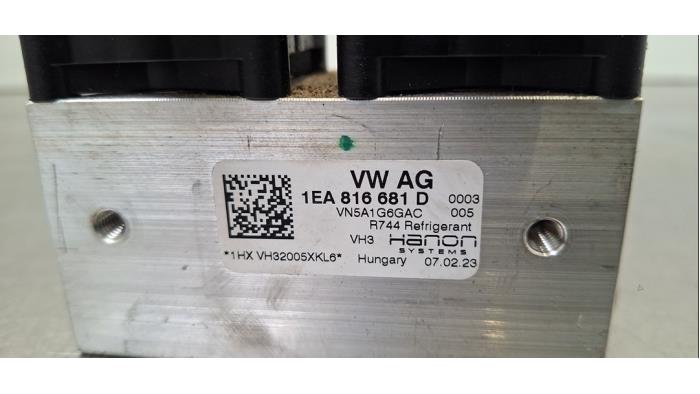 VW AG
1EA 816 681 D 0003
VN5A1G6GAC 005
R744 Refrigerant
VH3 Hanon
SYSTEMS
*1HX VH32005XKL6* Hungary 07.02.23